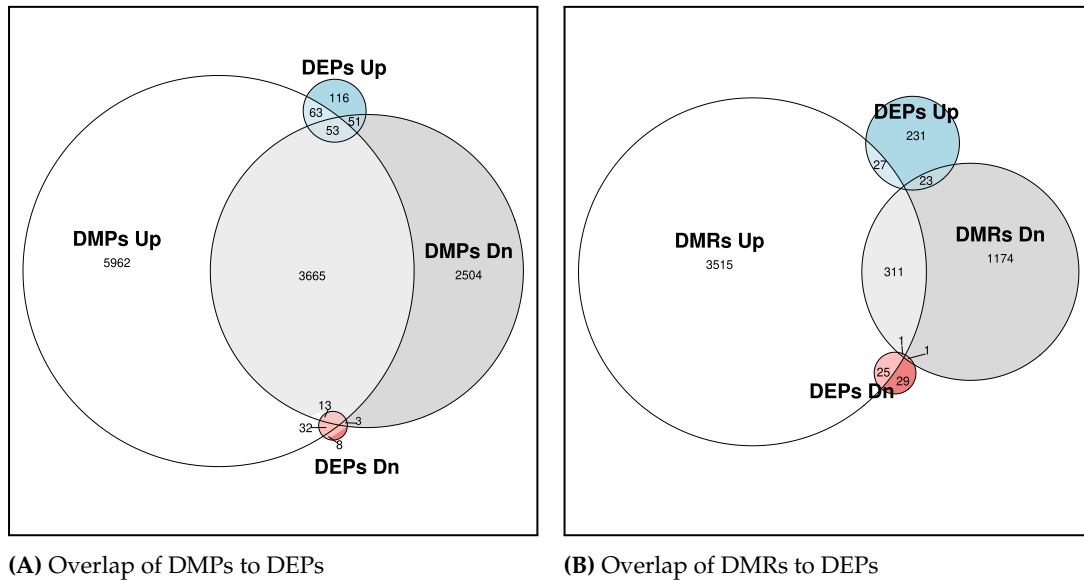 DEPs Up
116
63
51
53
DMPs Up
5962
3665
DMPs Dn
2504
13
32
3
8
DEPs Dn
(A) Overlap of DMPs to DEPs
DEPs Up
231
27
23
DMRs Up
3515
311
DMRs Dn
1174
1
1
25
29
DEPs Dn
(B) Overlap of DMRs to DEPs